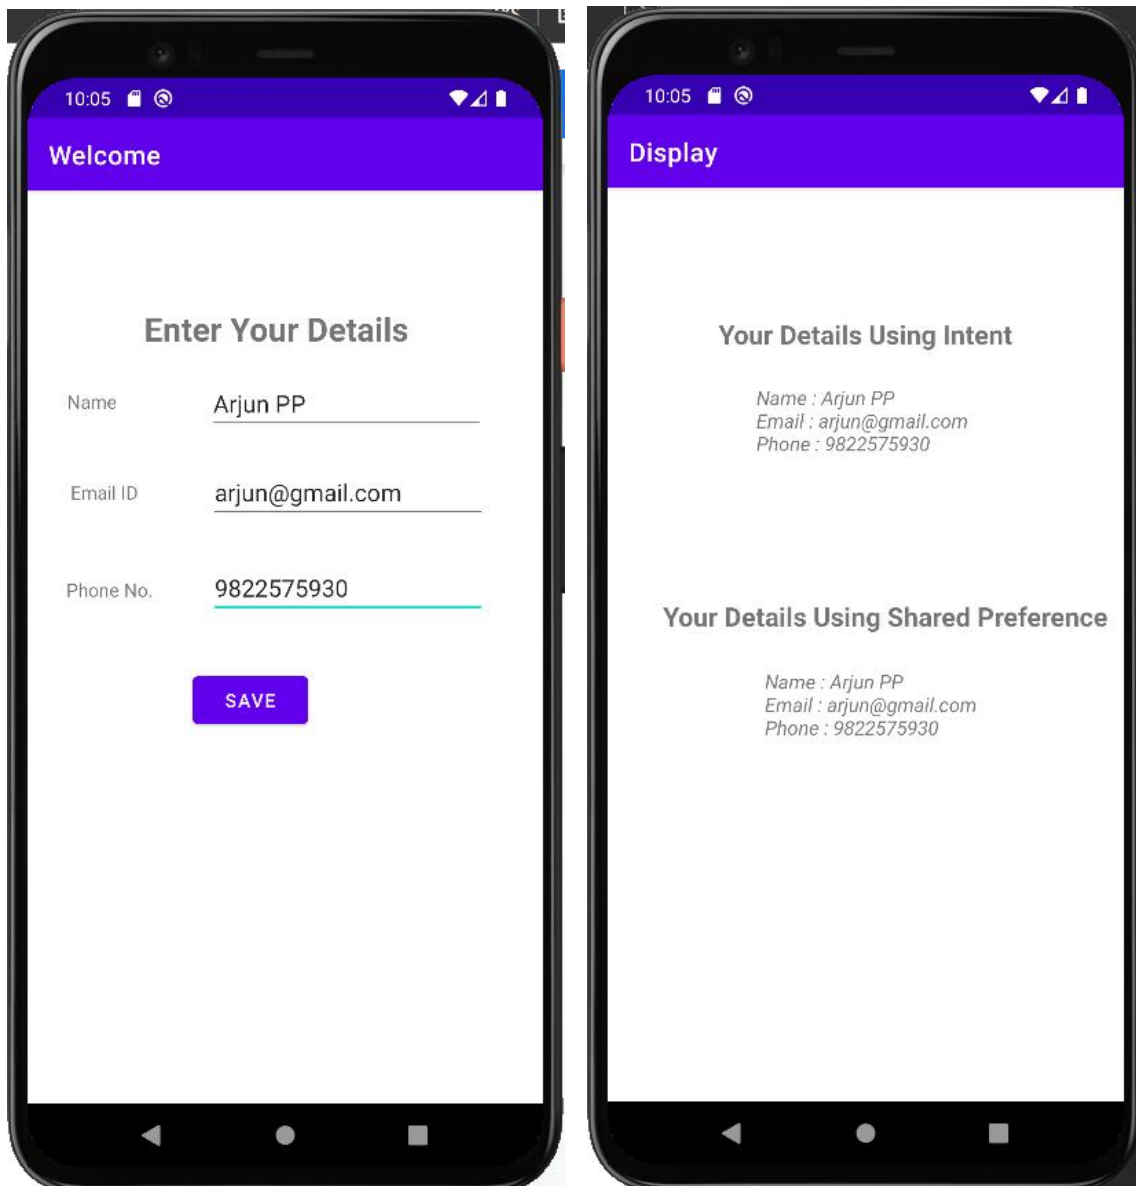 10:05
Welcome
Enter Your Details
Name
Arjun PP
Email ID
arjun@gmail.com
Phone No.
9822575930
SAVE
10:05
Display
Your Details Using Intent
Name : Arjun PP
Email : arjun@gmail.com
Phone : 9822575930
Your Details Using Shared Preference
Name : Arjun PP
Email : arjun@gmail.com
Phone : 9822575930